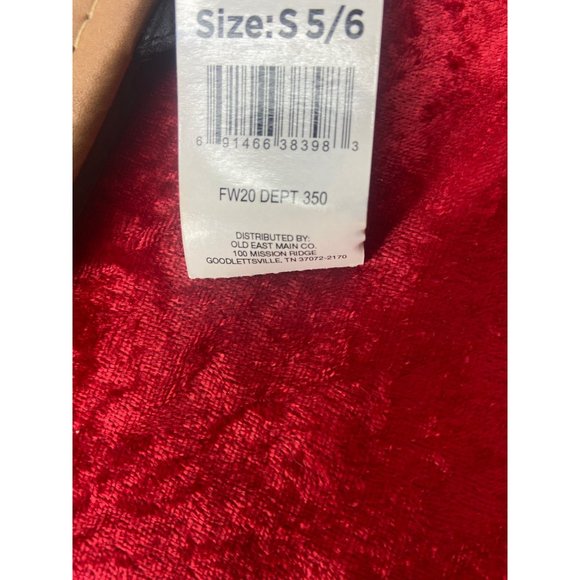 Size: S 5/6
6 91466 38398 3
FW20 DEPT 350
DISTRIBUTED BY:
OLD EAST MAIN CO.
100 MISSION RIDGE
GOODLETTSVILLE, TN 37072-2170